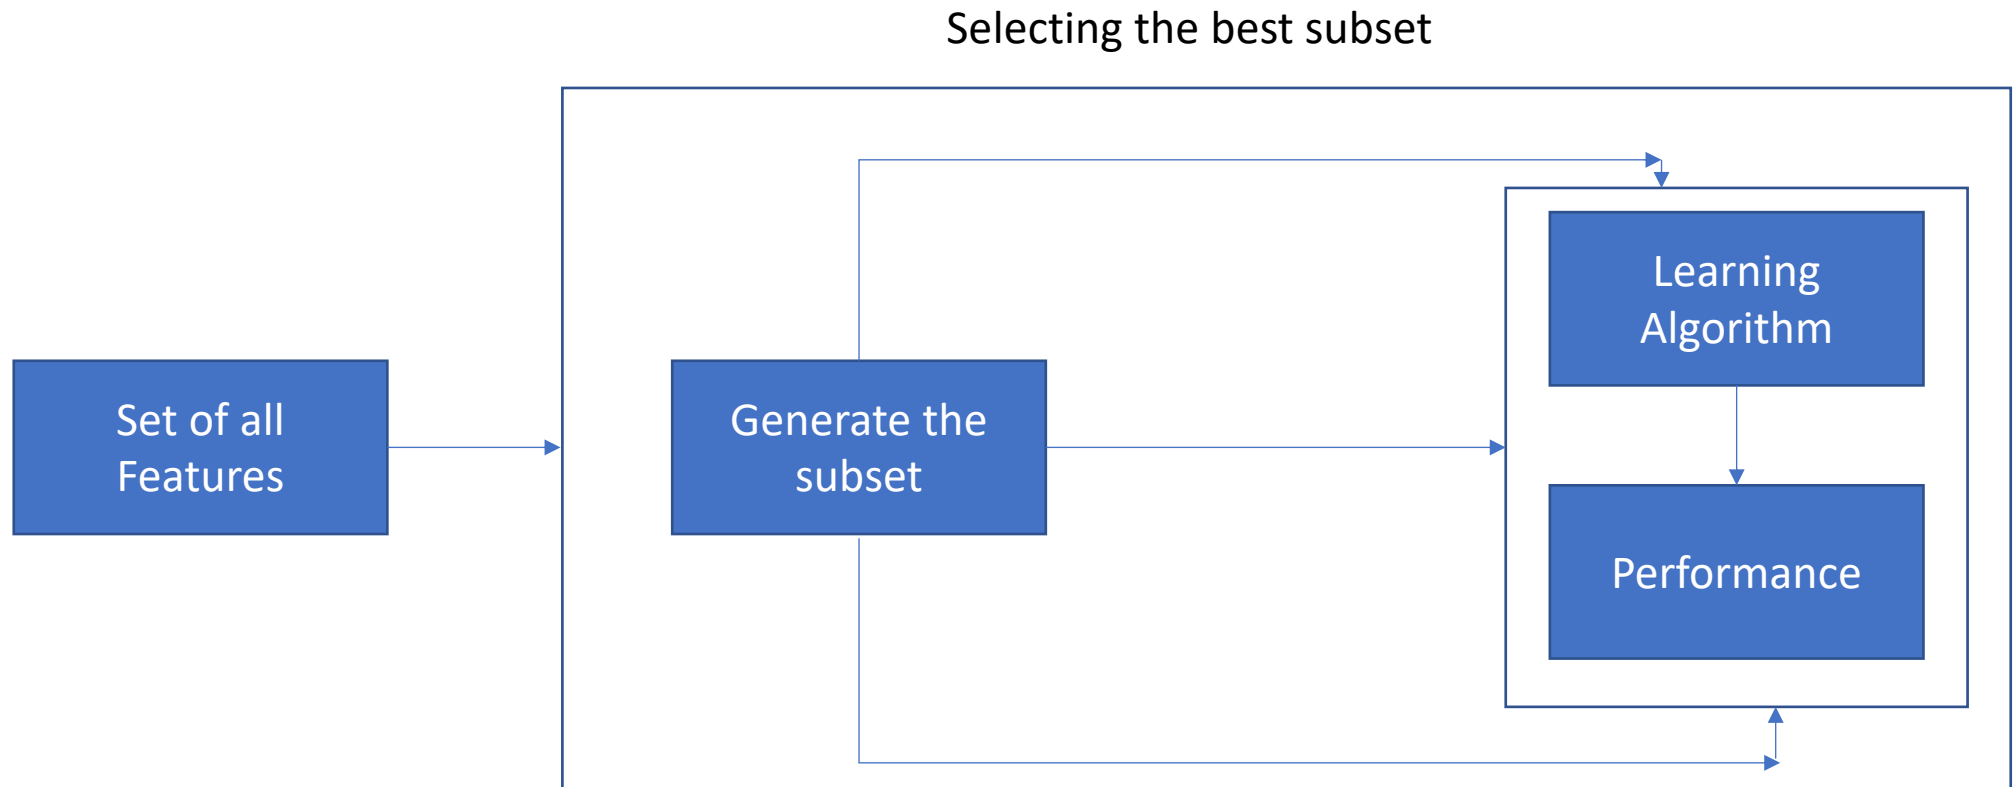 Selecting the best subset
Set of all
Features
Generate the
subset
Learning
Algorithm
Performance